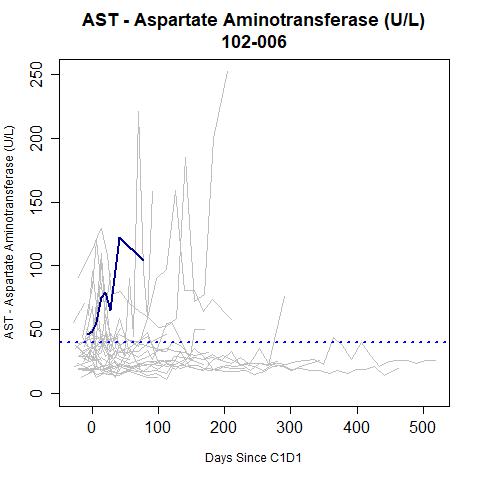 AST - Aspartate Aminotransferase (U/L)
102-006
AST - Aspartate Aminotransferase (U/L)
250
200
150
100
50
0
0 100 200 300 400 500
Days Since C1D1